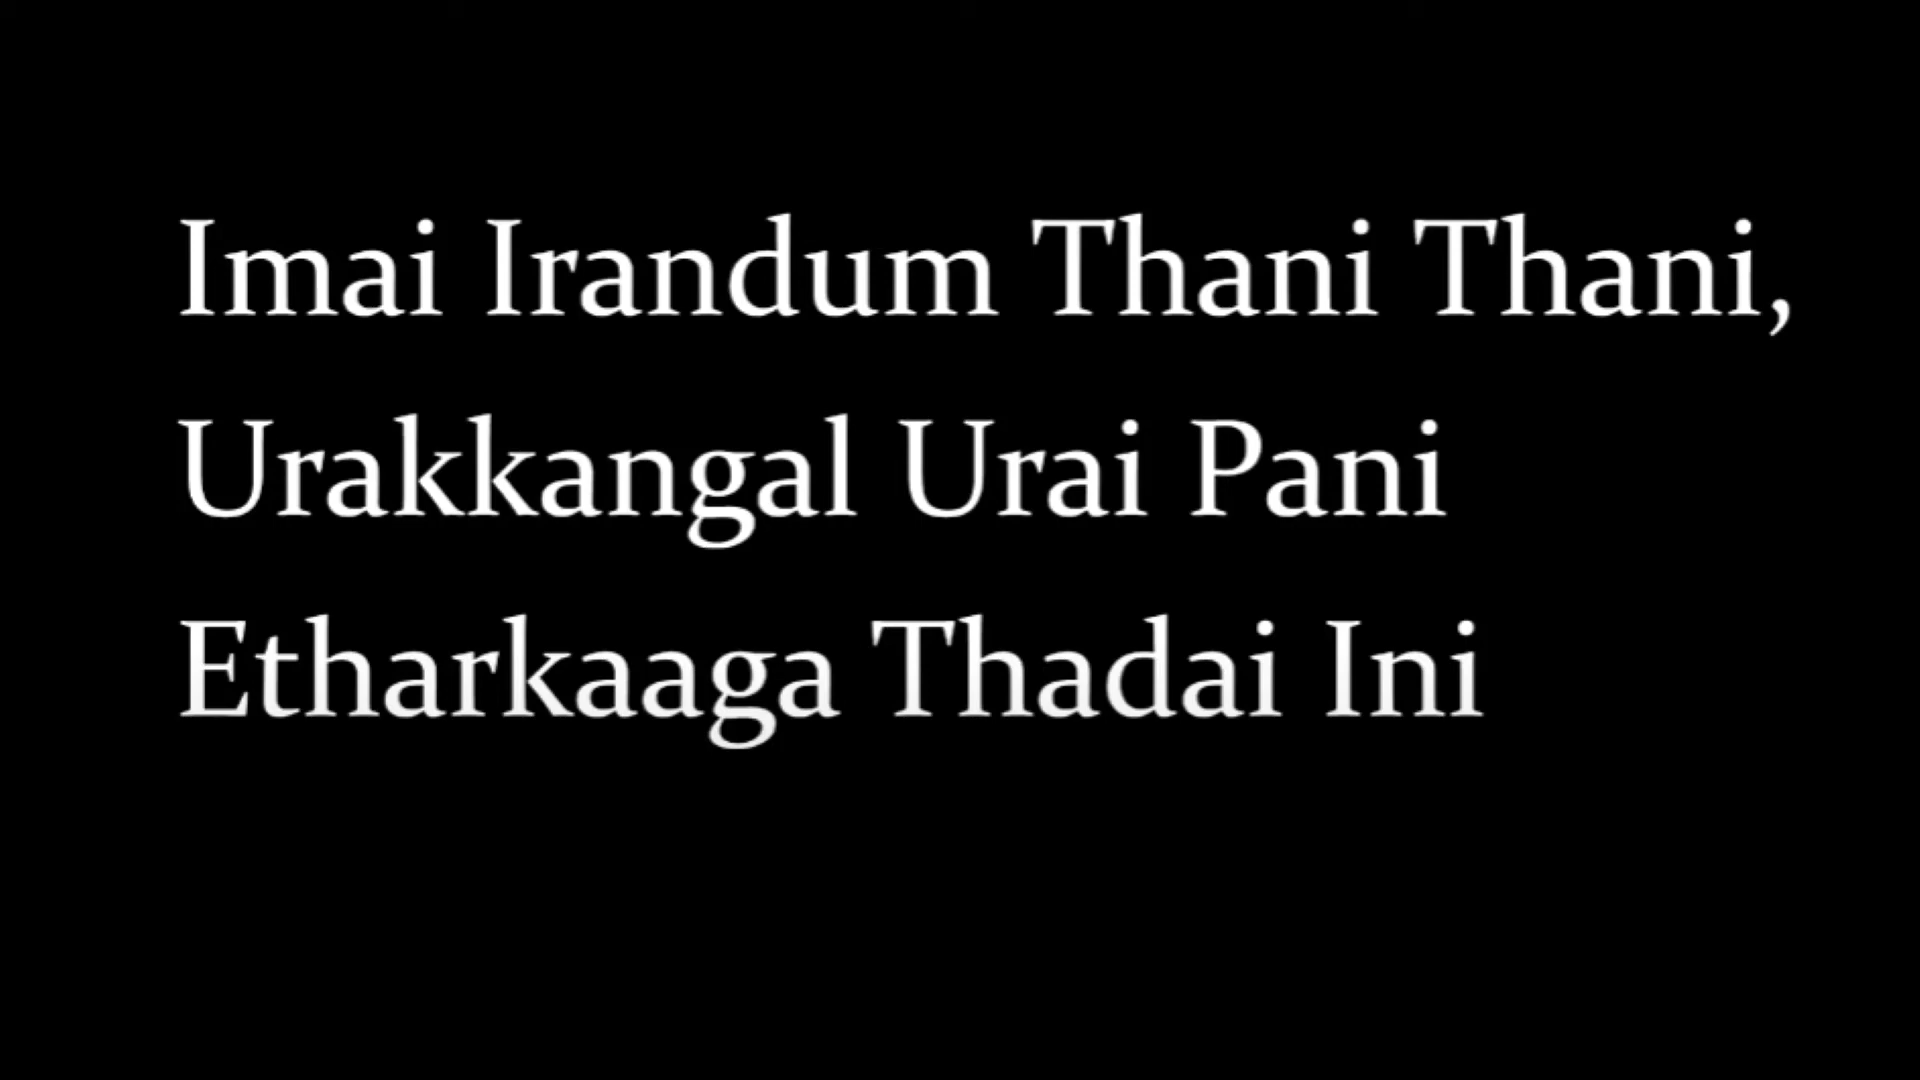 Imai Irandum Thani Thani,
Urakkangal Urai Pani
Etharkaaga Thadai Ini